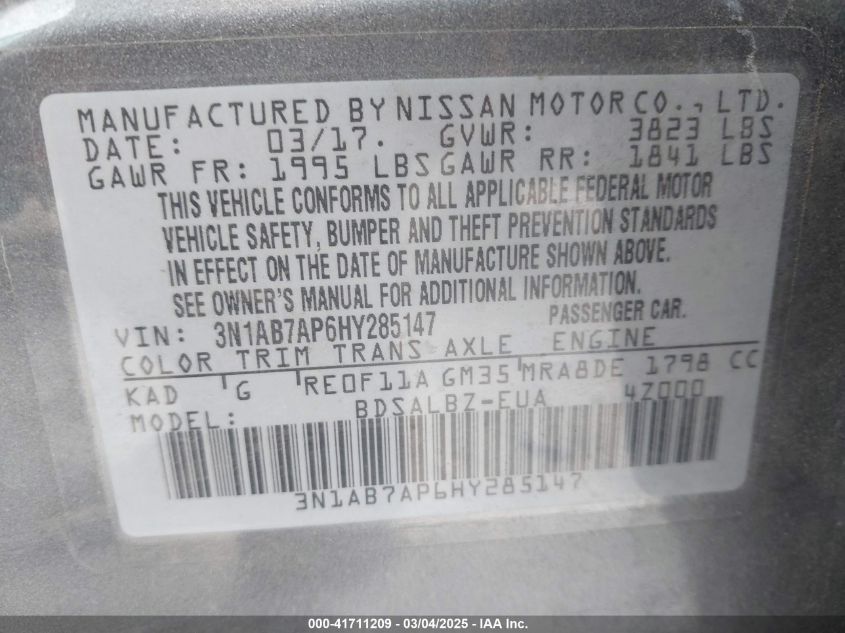 MANUFACTURED BY NISSAN MOTOR CO., LTD.
DATE: 03/17. GVWR: 3823 LBS
GAWR FR: 1995 LBS GAWR RR: 1841 LBS
THIS VEHICLE CONFORMS TO ALL APPLICABLE FEDERAL MOTOR
VEHICLE SAFETY, BUMPER AND THEFT PREVENTION STANDARDS
IN EFFECT ON THE DATE OF MANUFACTURE SHOWN ABOVE.
SEE OWNER'S MANUAL FOR ADDITIONAL INFORMATION.
VIN: 3N1AB7AP6HY285147 PASSENGER CAR.
COLOR TRIM TRANS AXLE ENGINE
KAD G RE0F11A GM35 MRA8DE 1798 CC
MODEL: BDSALBZ-EUA 4Z000
3N1AB7AP6HY285147
000-41711209 - 03/04/2025 - IAA Inc.